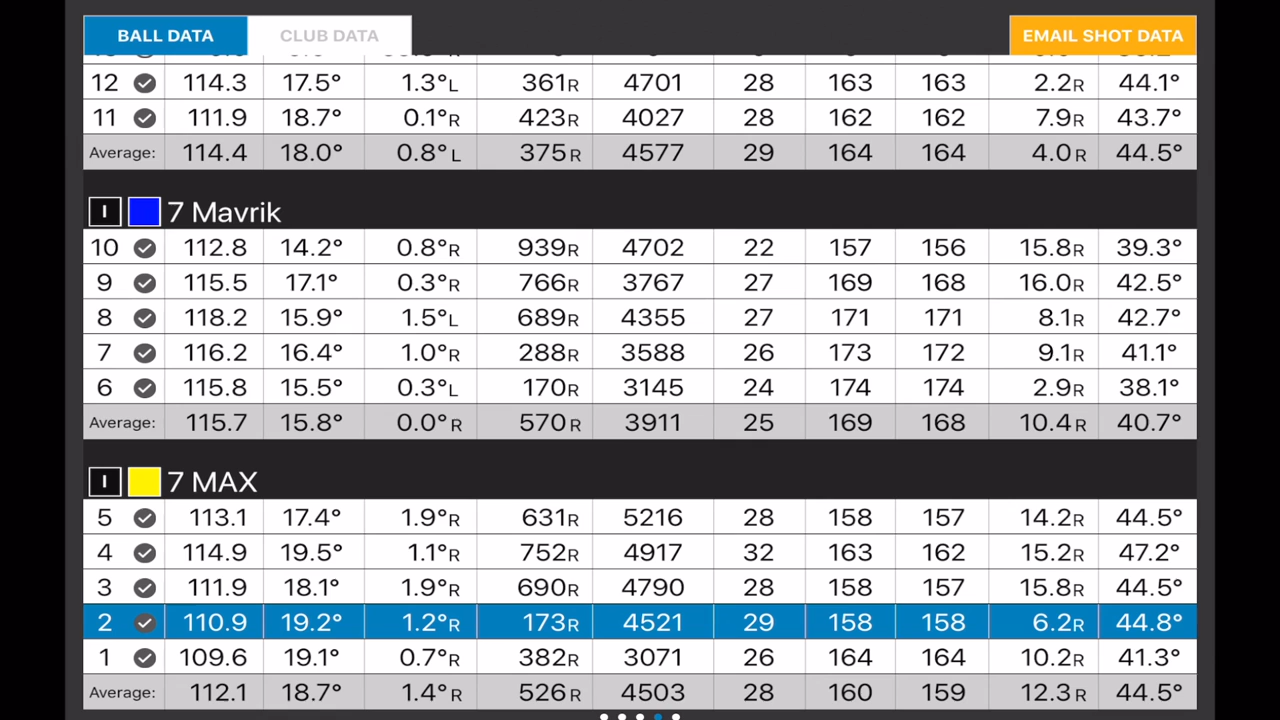 BALL DATA CLUB DATA EMAIL SHOT DATA
12 114.3 17.5° 1.3°L 361R 4701 28 163 163 2.2R 44.1°
11 111.9 18.7° 0.1°R 423R 4027 28 162 162 7.9R 43.7°
Average: 114.4 18.0° 0.8°L 375R 4577 29 164 164 4.0R 44.5°
I 7 Mavrik
10 112.8 14.2° 0.8°R 939R 4702 22 157 156 15.8R 39.3°
9 115.5 17.1° 0.3°R 766R 3767 27 169 168 16.0R 42.5°
8 118.2 15.9° 1.5°L 689R 4355 27 171 171 8.1R 42.7°
7 116.2 16.4° 1.0°R 288R 3588 26 173 172 9.1R 41.1°
6 115.8 15.5° 0.3°L 170R 3145 24 174 174 2.9R 38.1°
Average: 115.7 15.8° 0.0°R 570R 3911 25 169 168 10.4R 40.7°
I 7 MAX
5 113.1 17.4° 1.9°R 631R 5216 28 158 157 14.2R 44.5°
4 114.9 19.5° 1.1°R 752R 4917 32 163 162 15.2R 47.2°
3 111.9 18.1° 1.9°R 690R 4790 28 158 157 15.8R 44.5°
2 110.9 19.2° 1.2°R 173R 4521 29 158 158 6.2R 44.8°
1 109.6 19.1° 0.7°R 382R 3071 26 164 164 10.2R 41.3°
Average: 112.1 18.7° 1.4°R 526R 4503 28 160 159 12.3R 44.5°